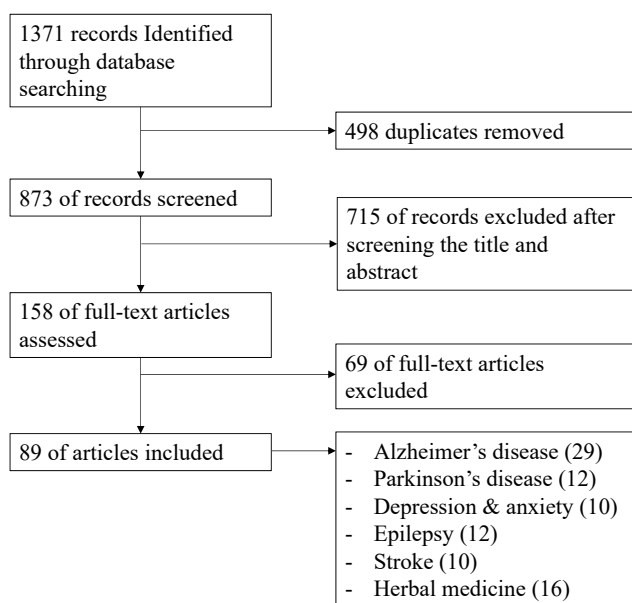 1371 records Identified
through database
searching
498 duplicates removed
873 of records screened
715 of records excluded after
screening the title and
abstract
158 of full-text articles
assessed
69 of full-text articles
excluded
89 of articles included
- Alzheimer’s disease (29)
- Parkinson’s disease (12)
- Depression & anxiety (10)
- Epilepsy (12)
- Stroke (10)
- Herbal medicine (16)